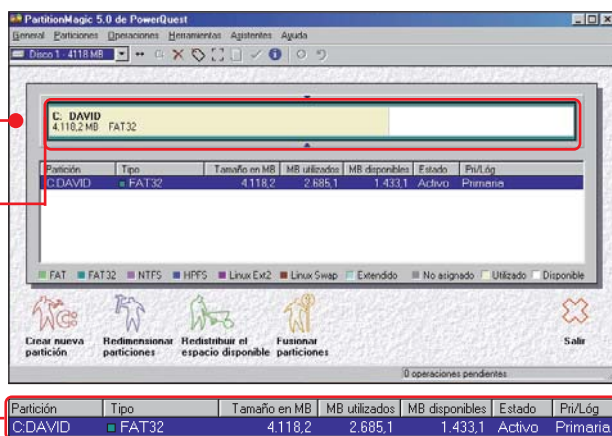 PartitionMagic 5.0 de PowerQuest
General Particiones Operaciones Herramientas Asistentes Ayuda
Disco 1 - 4118 MB
C: DAVID
4.118,2 MB FAT32
Partición Tipo Tamaño en MB MB utilizados MB disponibles Estado Pri/Lóg
C:DAVID FAT32 4.118,2 2.685,1 1.433,1 Activo Primaria
FAT FAT32 NTFS HPFS Linux Ext2 Linux Swap Extendido No asignado Utilizado Disponible
Crear nueva partición
Redimensionar particiones
Redistribuir el espacio disponible
Fusionar particiones
Salir
0 operaciones pendientes
Partición Tipo Tamaño en MB MB utilizados MB disponibles Estado Pri/Lóg
C:DAVID FAT32 4.118,2 2.685,1 1.433,1 Activo Primaria